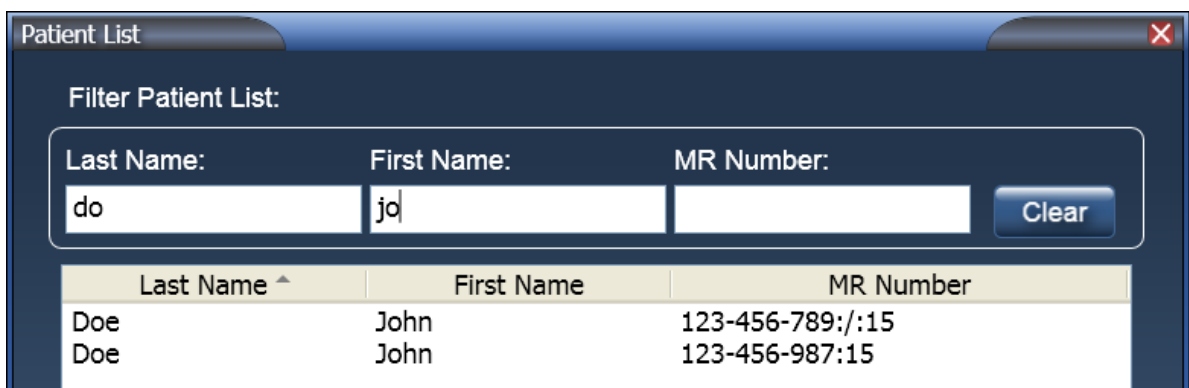 Patient List
Filter Patient List:
Last Name: First Name: MR Number:
do jo Clear
Last Name First Name MR Number
Doe John 123-456-789:/:15
Doe John 123-456-987:15